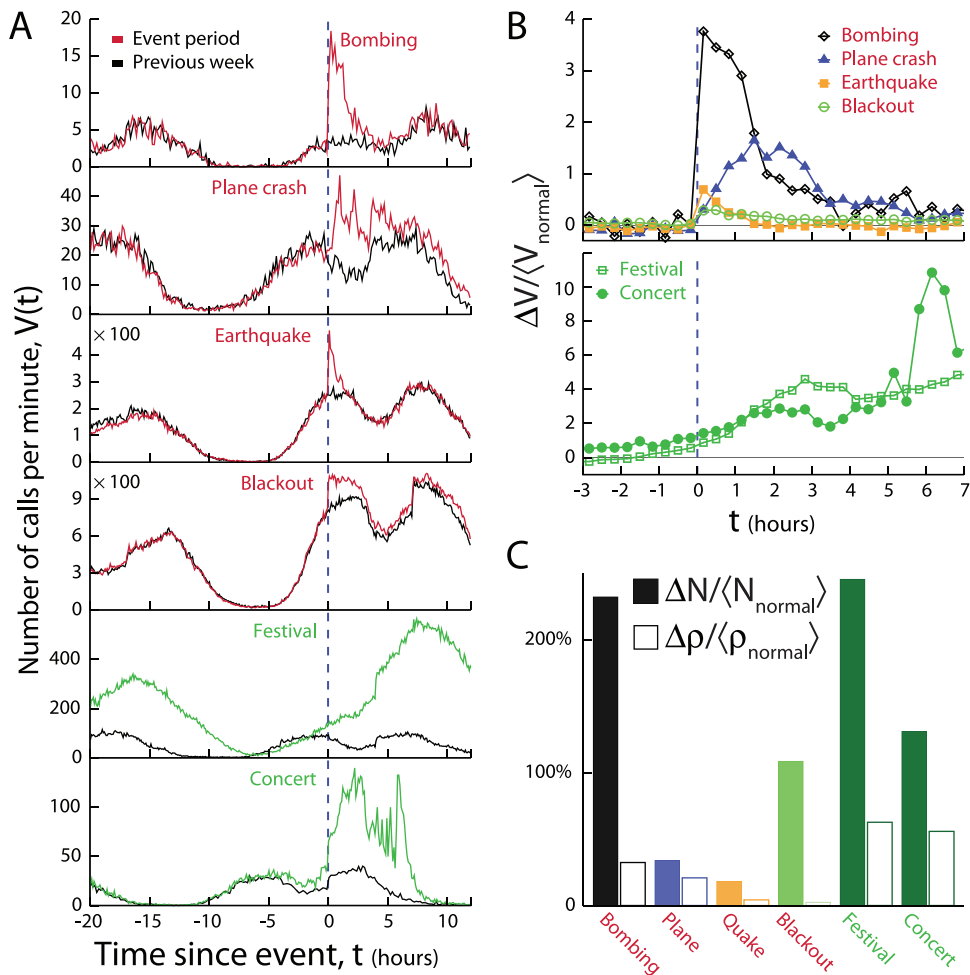 A
Number of calls per minute, V(t)
Event period
Previous week
Bombing
20
15
10
5
0
Plane crash
40
30
20
10
0
× 100
Earthquake
4
3
2
1
0
× 100
Blackout
9
6
3
0
Festival
400
200
0
Concert
100
50
0
-20 -15 -10 -5 0 5 10
Time since event, t (hours)
B
ΔV/⟨Vnormal⟩
4
3
2
1
0
Bombing
Plane crash
Earthquake
Blackout
10
8
6
4
2
0
Festival
Concert
-3 -2 -1 0 1 2 3 4 5 6 7
t (hours)
C
200%
100%
0%
ΔN/⟨Nnormal⟩
Δρ/⟨ρnormal⟩
Bombing
Plane
Quake
Blackout
Festival
Concert